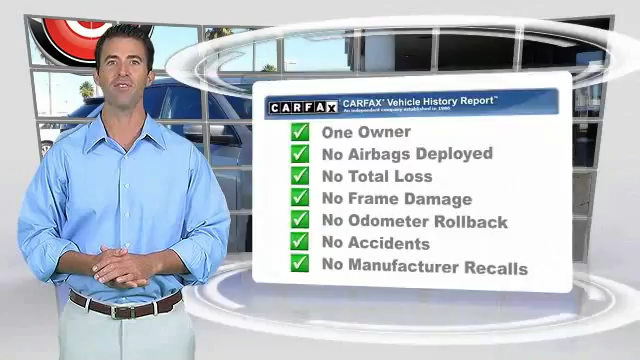 CARFAX CARFAX Vehicle History Report™
An independent company established in 1986
One Owner
No Airbags Deployed
No Total Loss
No Frame Damage
No Odometer Rollback
No Accidents
No Manufacturer Recalls